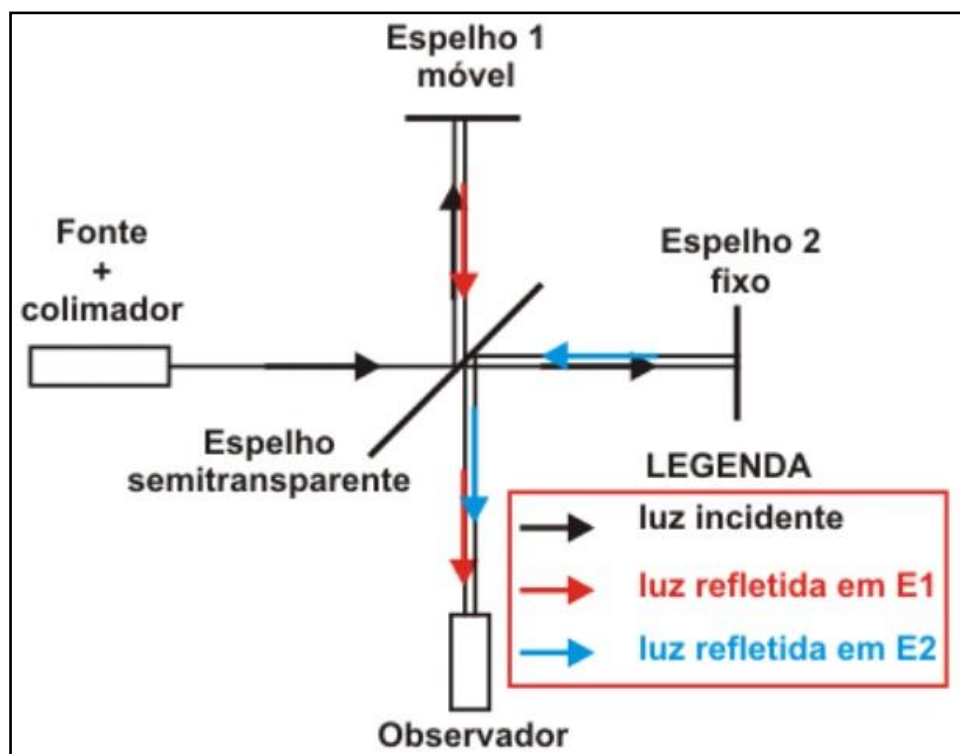 Espelho 1
móvel
Fonte
+
colimador
Espelho 2
fixo
Espelho
semitransparente
LEGENDA
luz incidente
luz refletida em E1
luz refletida em E2
Observador